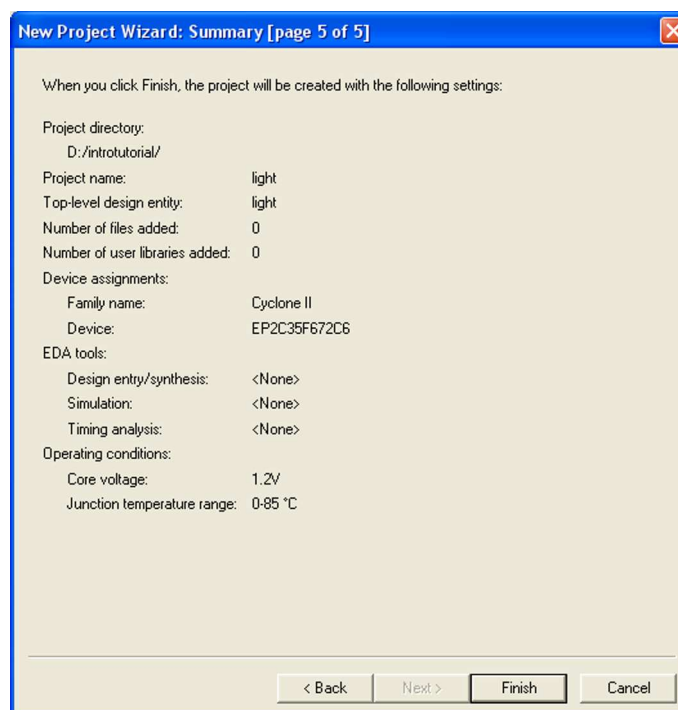 New Project Wizard: Summary [page 5 of 5]
When you click Finish, the project will be created with the following settings:
Project directory:
D:/introtutorial/
Project name: light
Top-level design entity: light
Number of files added: 0
Number of user libraries added: 0
Device assignments:
Family name: Cyclone II
Device: EP2C35F672C6
EDA tools:
Design entry/synthesis: <None>
Simulation: <None>
Timing analysis: <None>
Operating conditions:
Core voltage: 1.2V
Junction temperature range: 0-85 °C
< Back Next > Finish Cancel